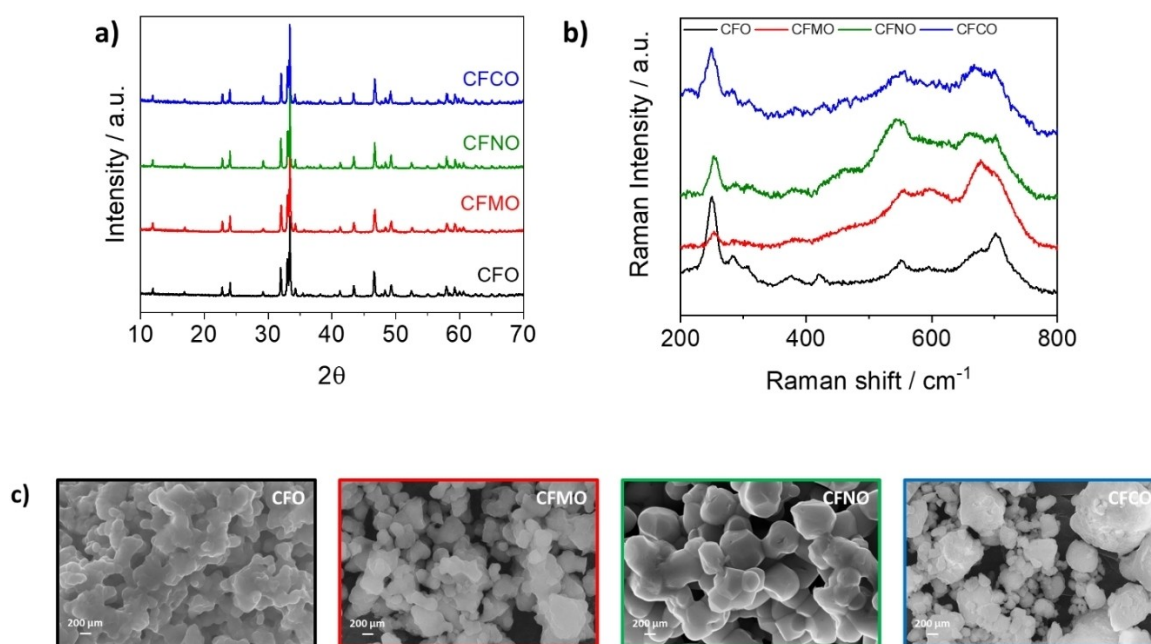 a)
Intensity / a.u.
CFCO
CFNO
CFMO
CFO
10 20 30 40 50 60 70
2θ
b)
CFO CFMO CFNO CFCO
Raman Intensity / a.u.
200 400 600 800
Raman shift / cm⁻¹
c)
CFO
200 µm
CFMO
200 µm
CFNO
200 µm
CFCO
200 µm